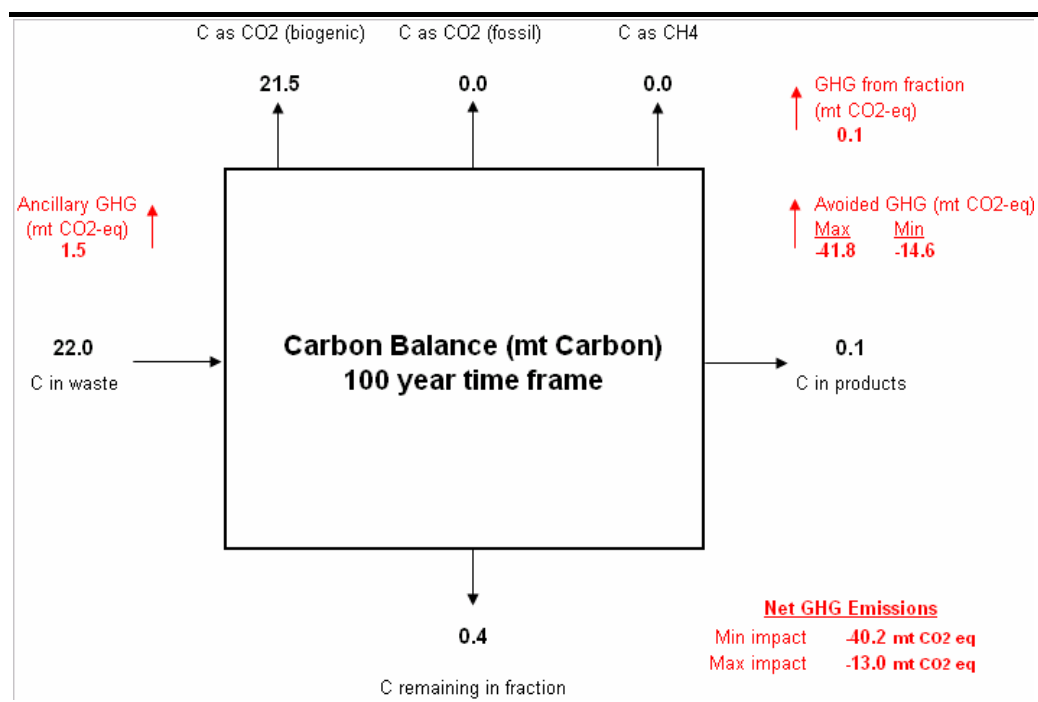 C as CO2 (biogenic) C as CO2 (fossil) C as CH4
21.5 0.0 0.0
GHG from fraction
(mt CO2-eq)
0.1
Ancillary GHG
(mt CO2-eq)
1.5
Avoided GHG (mt CO2-eq)
Max Min
-41.8 -14.6
22.0
C in waste
Carbon Balance (mt Carbon)
100 year time frame
0.1
C in products
0.4
C remaining in fraction
Net GHG Emissions
Min impact -40.2 mt CO2 eq
Max impact -13.0 mt CO2 eq